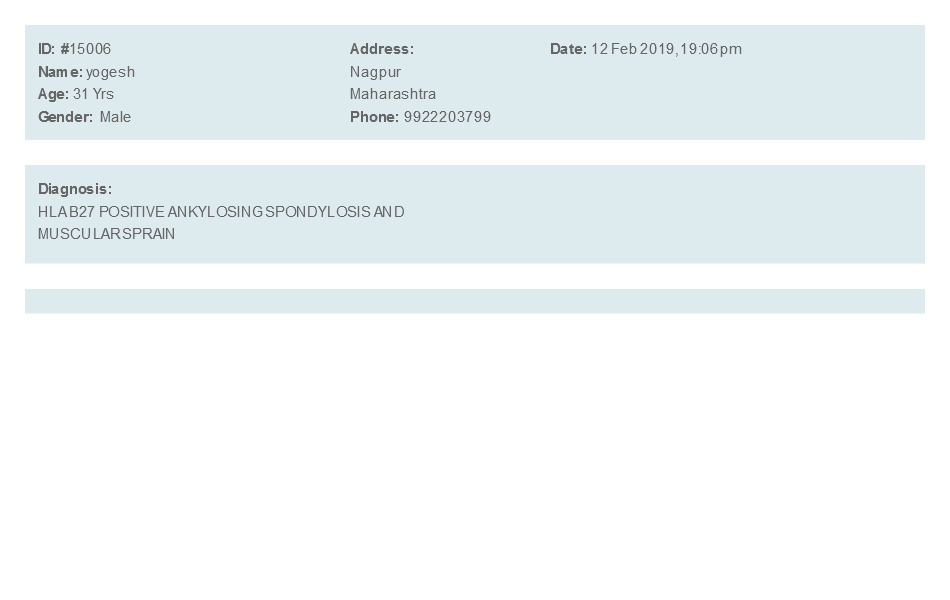 ID: #15006
Name: yogesh
Age: 31 Yrs
Gender: Male
Address:
Nagpur
Maharashtra
Phone: 9922203799
Date: 12 Feb 2019, 19:06 pm
Diagnosis:
HLA B27 POSITIVE ANKYLOSING SPONDYLOSIS AND
MUSCULAR SPRAIN